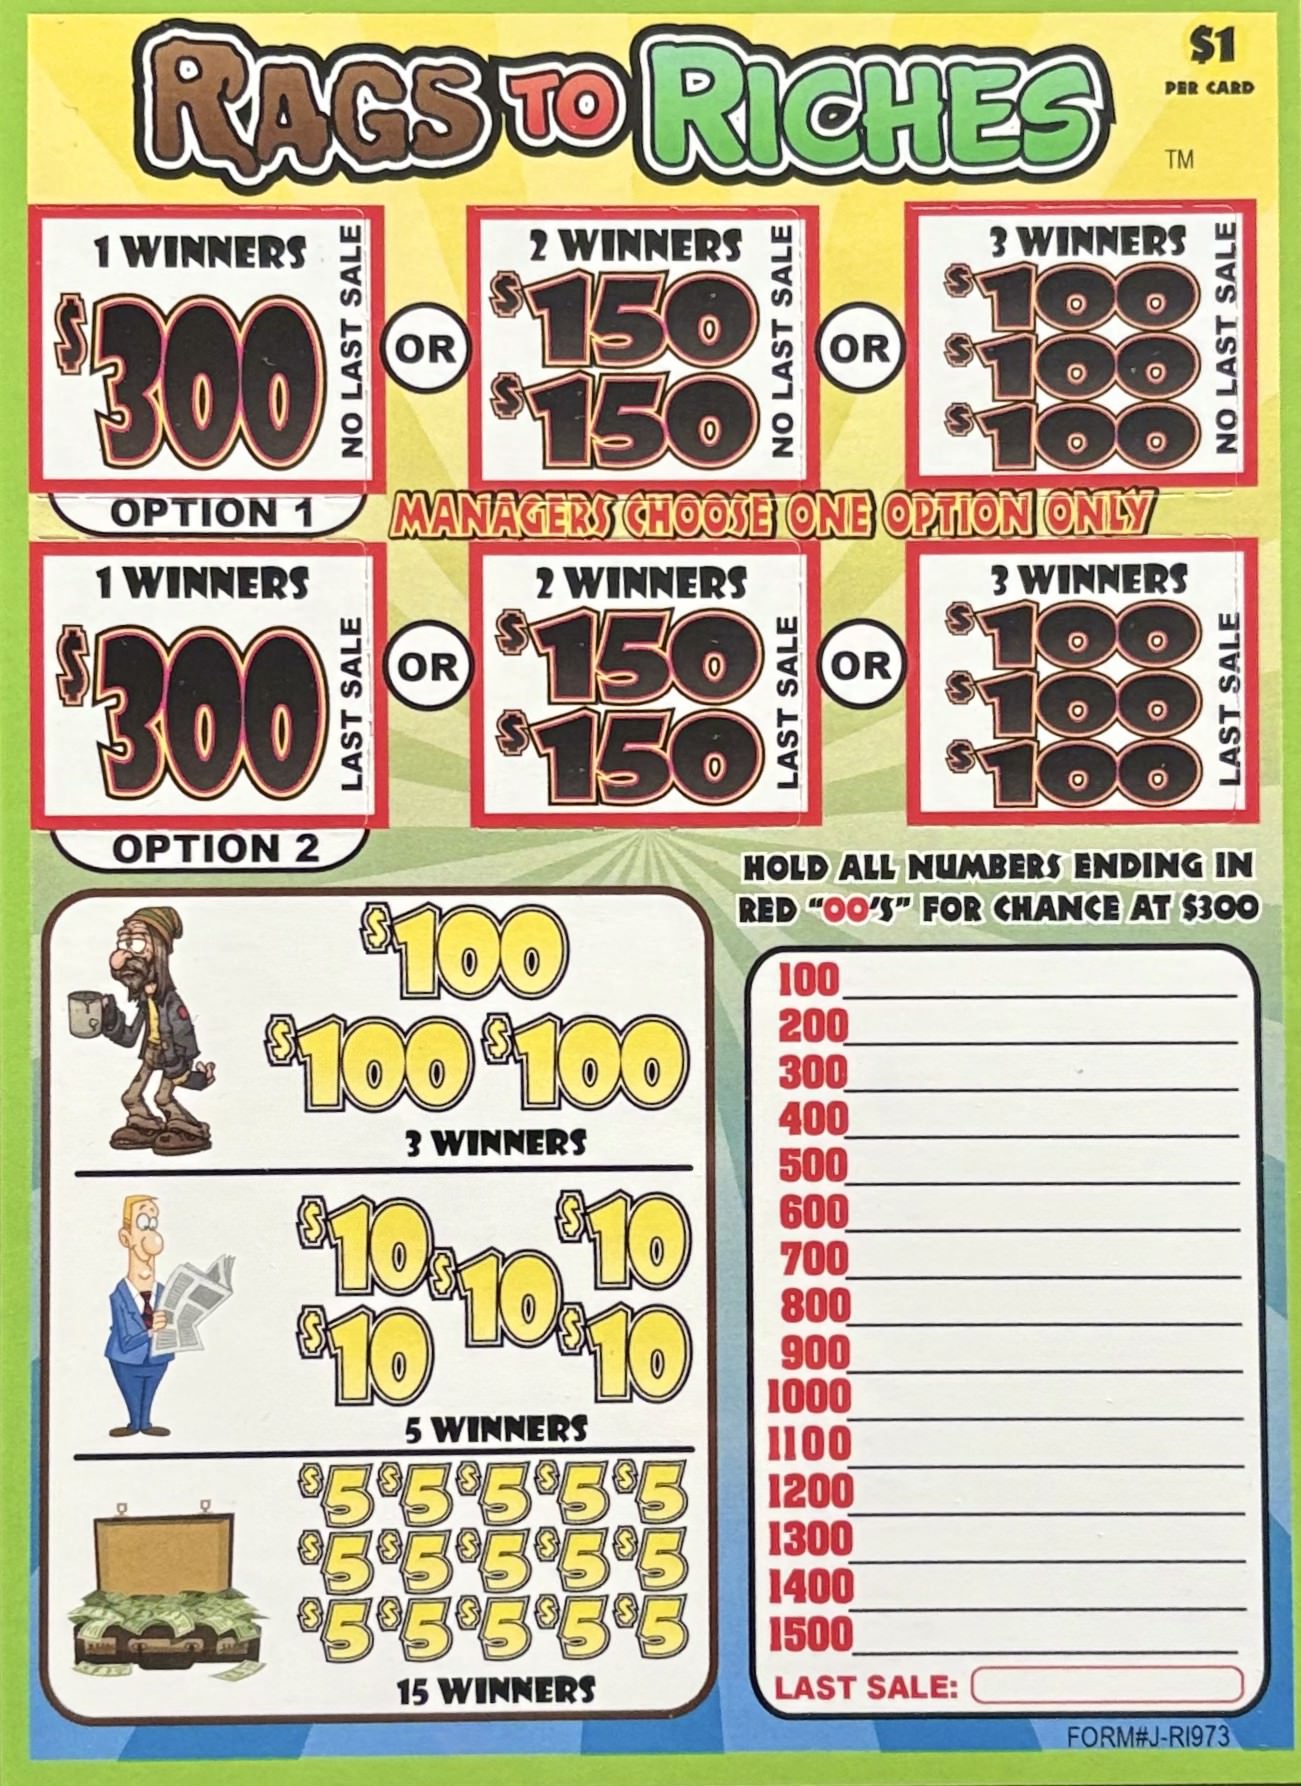 RAGS TO RICHES
$1
PER CARD
TM
1 WINNERS
$300
NO LAST SALE
OR
2 WINNERS
$150
$150
NO LAST SALE
OR
3 WINNERS
$100
$100
$100
NO LAST SALE
OPTION 1
MANAGERS CHOOSE ONE OPTION ONLY
1 WINNERS
$300
LAST SALE
OR
2 WINNERS
$150
$150
LAST SALE
OR
3 WINNERS
$100
$100
$100
LAST SALE
OPTION 2
HOLD ALL NUMBERS ENDING IN
RED "00'S" FOR CHANCE AT $300
$100
$100 $100
3 WINNERS
$10 $10
$10
$10 $10
5 WINNERS
$5 $5 $5 $5 $5
$5 $5 $5 $5 $5
$5 $5 $5 $5 $5
15 WINNERS
100
200
300
400
500
600
700
800
900
1000
1100
1200
1300
1400
1500
LAST SALE:
FORM#J-RI973